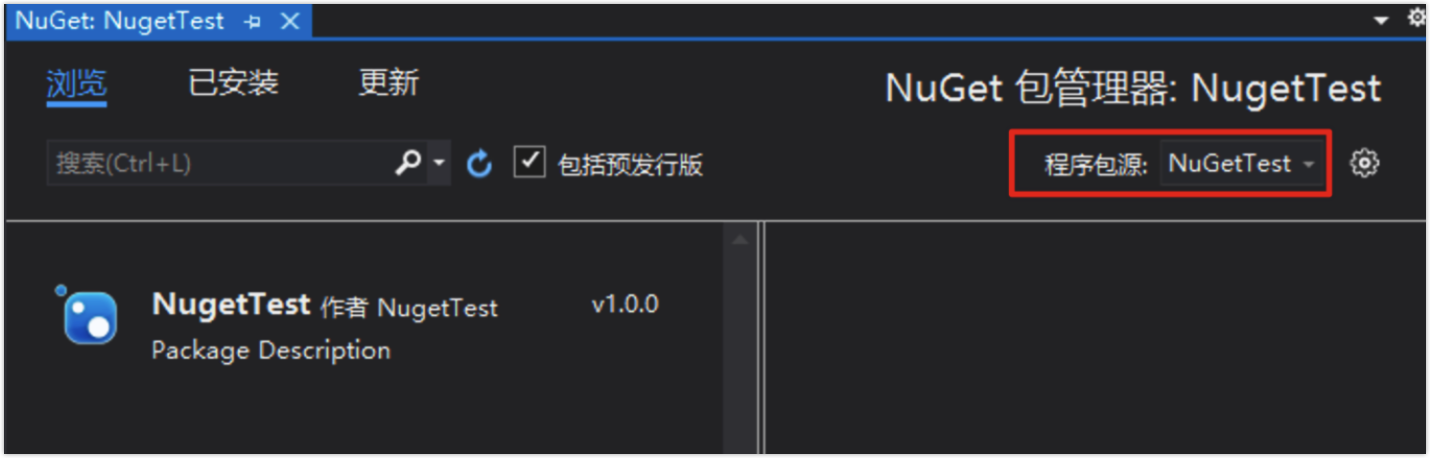 NuGet: NugetTest
浏览 已安装 更新
NuGet 包管理器: NugetTest
搜索(Ctrl+L)
包括预发行版
程序包源: NuGetTest
NugetTest 作者 NugetTest v1.0.0
Package Description